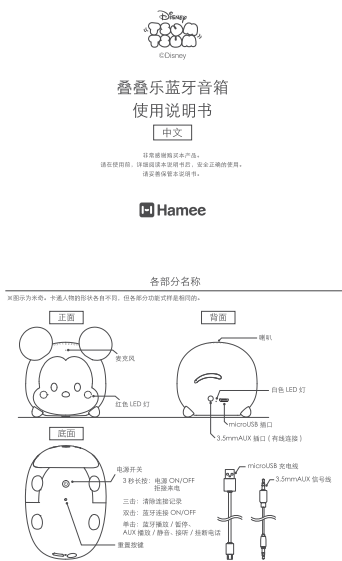 Disney
TSUM TSUM
©Disney
叠叠乐蓝牙音箱
使用说明书
中文
非常感谢购买本产品。
请在使用前，详细阅读本说明书后，安全正确的使用。
请妥善保管本说明书。
Hamee
各部分名称
※图示为米奇。卡通人物的形状各自不同，但各部分功能式样是相同的。
正面
麦克风
红色 LED 灯
背面
喇叭
白色 LED 灯
microUSB 插口
3.5mmAUX 插口 ( 有线连接 )
底面
电源开关
3 秒长按：电源 ON/OFF
拒接来电
三击：清除连接记录
双击：蓝牙连接 ON/OFF
单击：蓝牙播放 / 暂停、
AUX 播放 / 静音、接听 / 挂断电话
重置按键
microUSB 充电线
3.5mmAUX 信号线